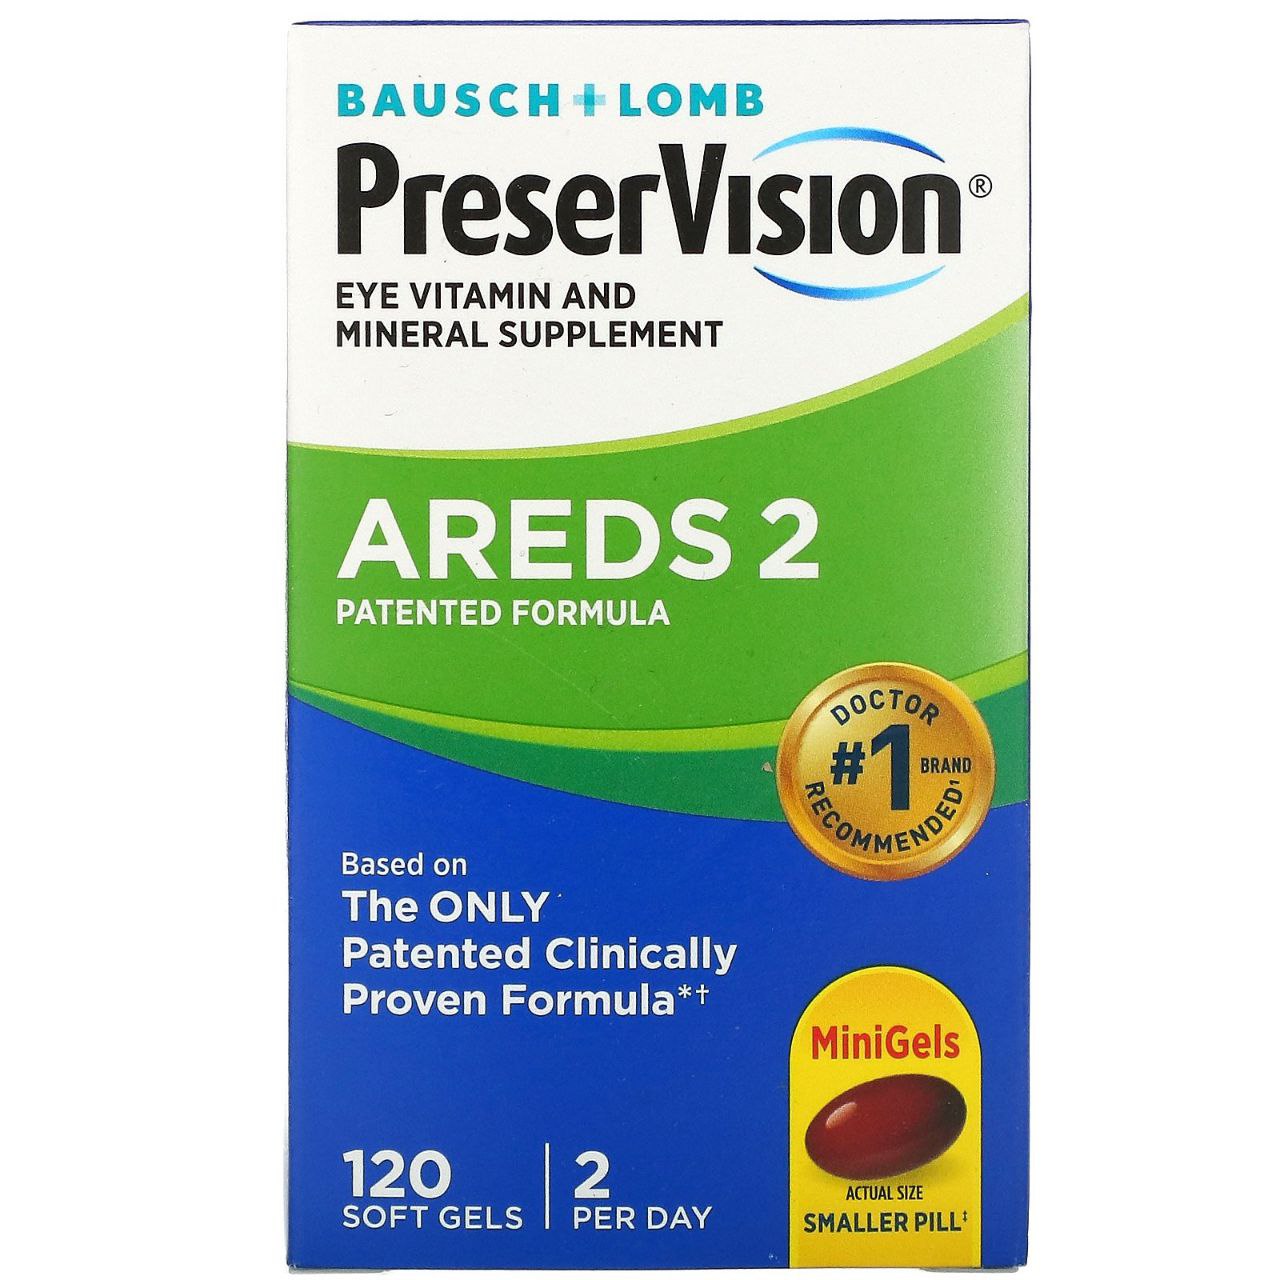 BAUSCH + LOMB
PreserVision®
EYE VITAMIN AND
MINERAL SUPPLEMENT
AREDS 2
PATENTED FORMULA
DOCTOR
#1 BRAND
RECOMMENDED¹
Based on
The ONLY
Patented Clinically
Proven Formula*†
MiniGels
ACTUAL SIZE
SMALLER PILL‡
120
SOFT GELS
2
PER DAY